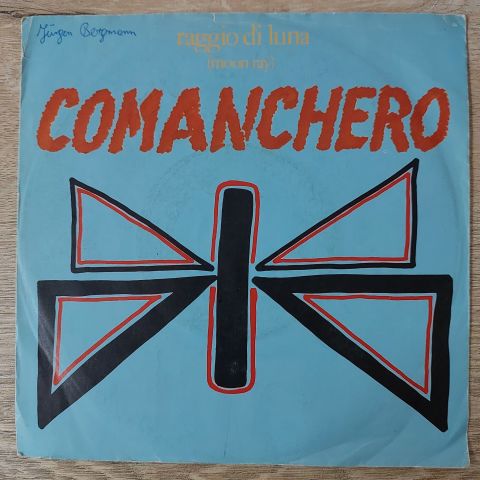 Jürgen Bergmann
raggio di luna
(moon ray)
COMANCHERO